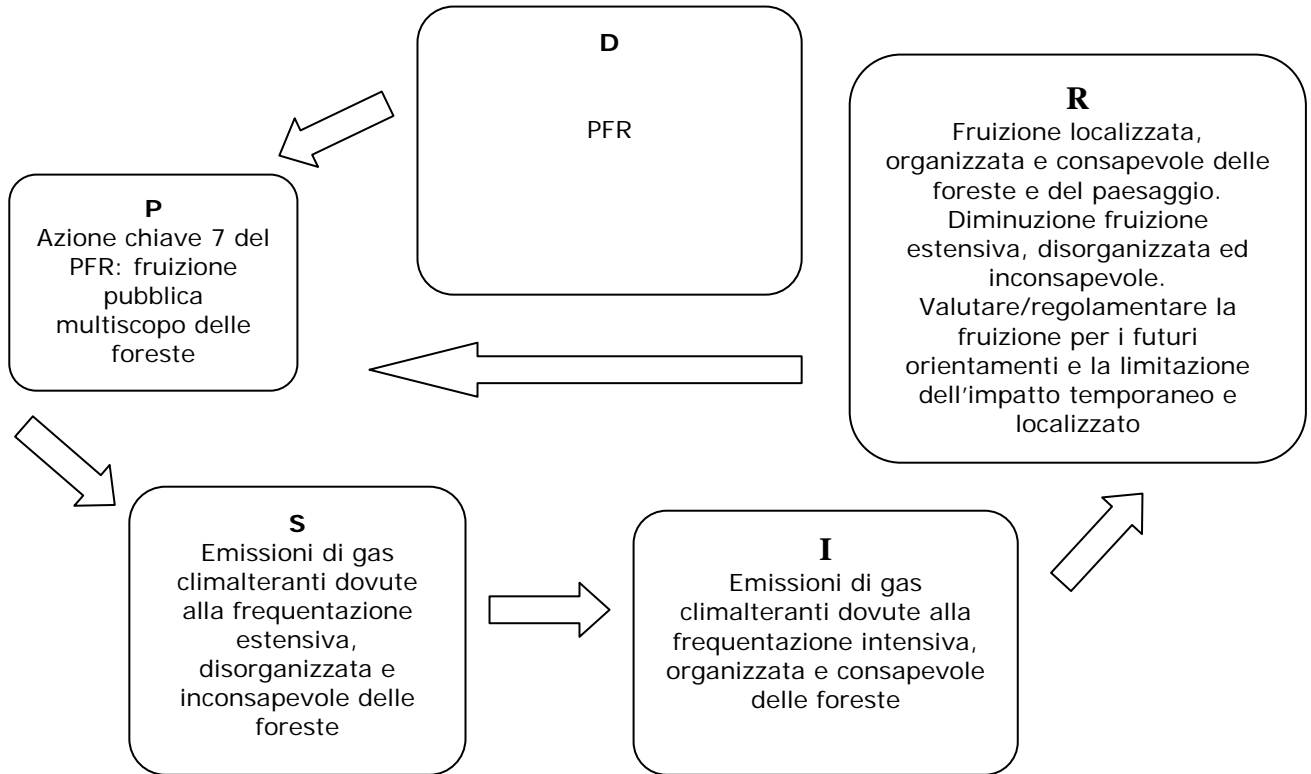 D
PFR
R
Fruizione localizzata,
organizzata e consapevole delle
foreste e del paesaggio.
Diminuzione fruizione
estensiva, disorganizzata ed
inconsapevole.
Valutare/regolamentare la
fruizione per i futuri
orientamenti e la limitazione
dell'impatto temporaneo e
localizzato
P
Azione chiave 7 del
PFR: fruizione
pubblica
multiscopo delle
foreste
S
Emissioni di gas
climalteranti dovute
alla frequentazione
estensiva,
disorganizzata e
inconsapevole delle
foreste
I
Emissioni di gas
climalteranti dovute alla
frequentazione intensiva,
organizzata e consapevole
delle foreste